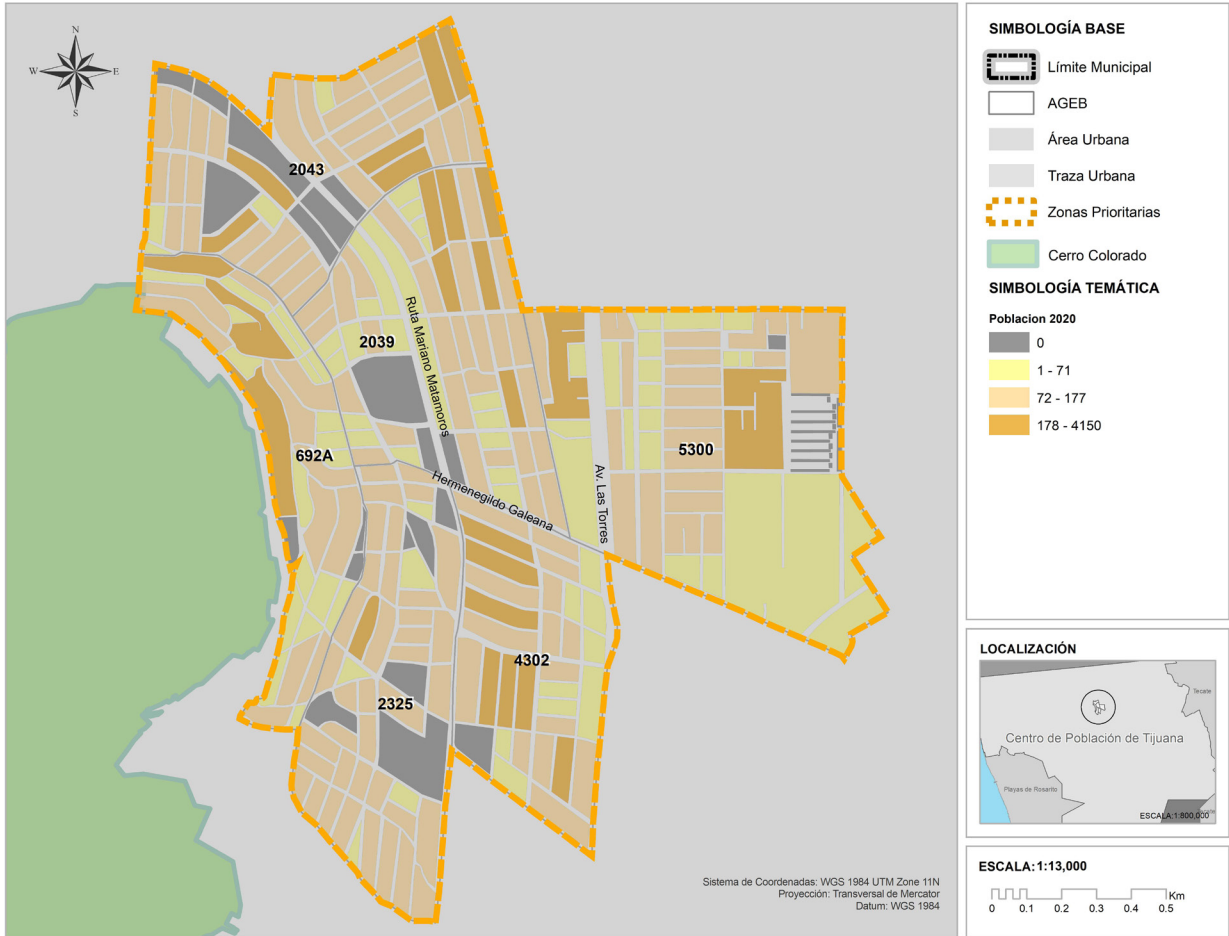 N
W
E
S
2043
2039
Ruta Mariano Matamoros
692A
Hermenegildo Galeana
Av. Las Torres
5300
4302
2325
Sistema de Coordenadas: WGS 1984 UTM Zone 11N
Proyección: Transversal de Mercator
Datum: WGS 1984
SIMBOLOGÍA BASE
Límite Municipal
AGEB
Área Urbana
Traza Urbana
Zonas Prioritarias
Cerro Colorado
SIMBOLOGÍA TEMÁTICA
Poblacion 2020
0
1 - 71
72 - 177
178 - 4150
LOCALIZACIÓN
Tecate
Centro de Población de Tijuana
Playas de Rosarito
ESCALA:1:800,000
ESCALA: 1:13,000
Km
0 0.1 0.2 0.3 0.4 0.5